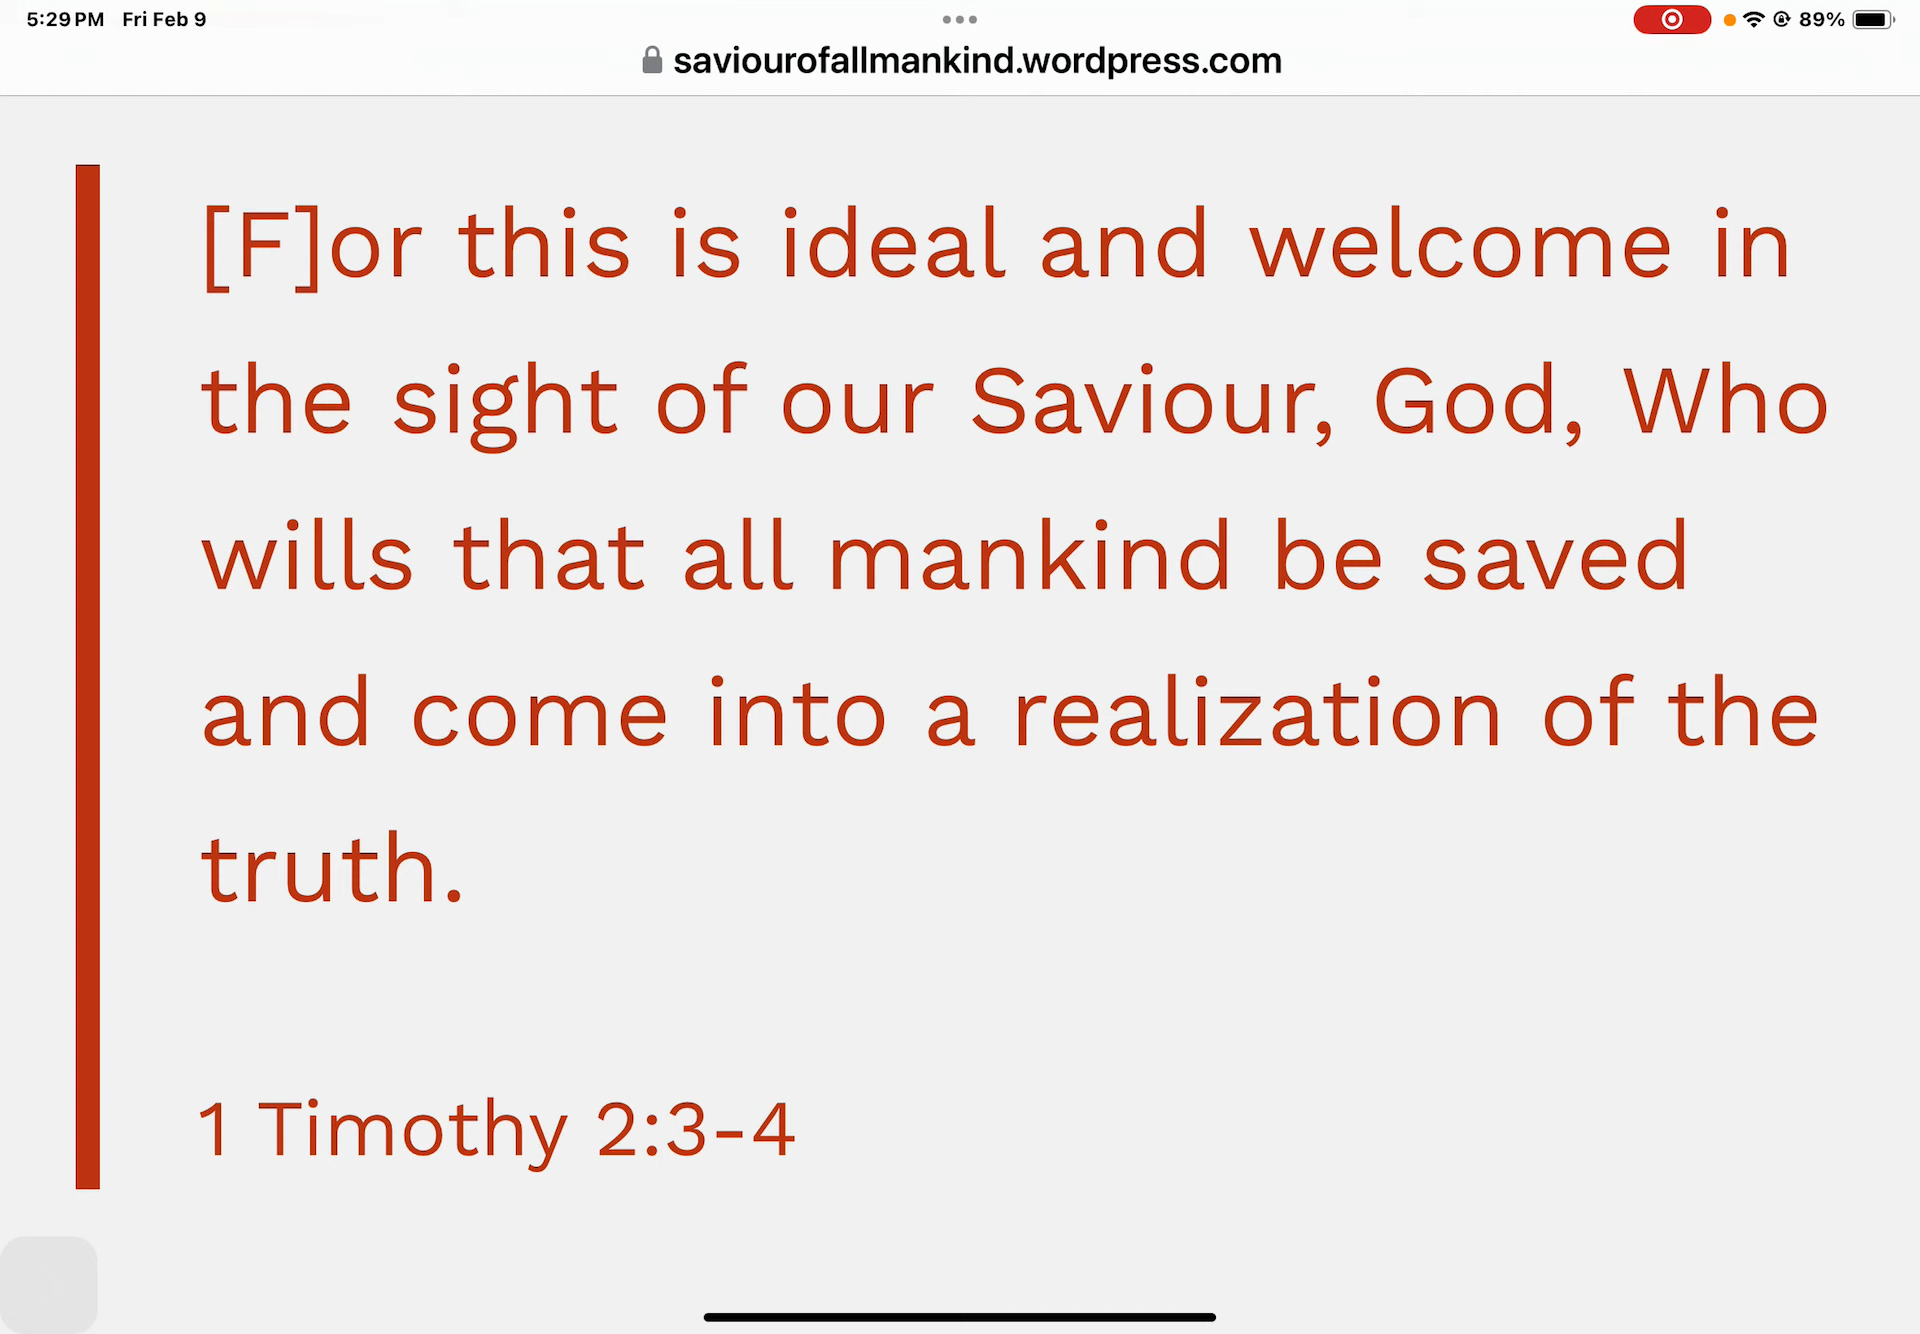 5:29 PM Fri Feb 9
89%
saviourofallmankind.wordpress.com
[F]or this is ideal and welcome in
the sight of our Saviour, God, Who
wills that all mankind be saved
and come into a realization of the
truth.
1 Timothy 2:3-4